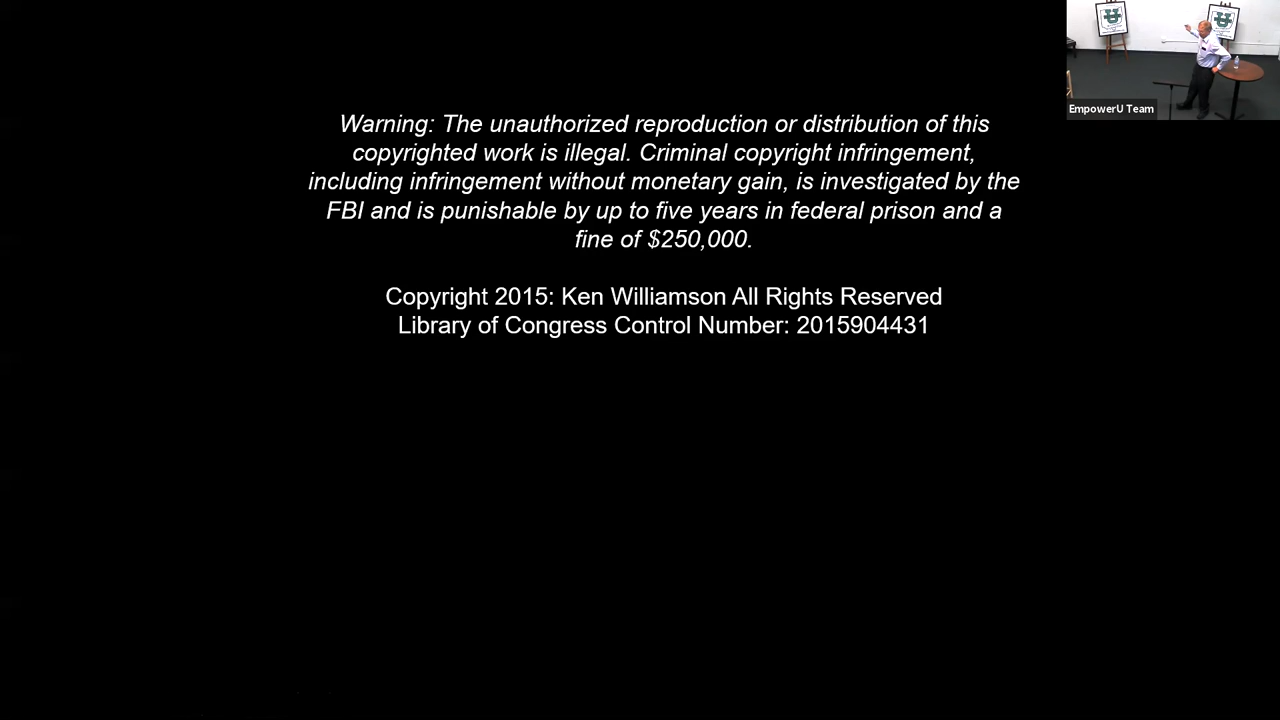 Warning: The unauthorized reproduction or distribution of this
copyrighted work is illegal. Criminal copyright infringement,
including infringement without monetary gain, is investigated by the
FBI and is punishable by up to five years in federal prison and a
fine of $250,000.
Copyright 2015: Ken Williamson All Rights Reserved
Library of Congress Control Number: 2015904431
EmpowerU Team